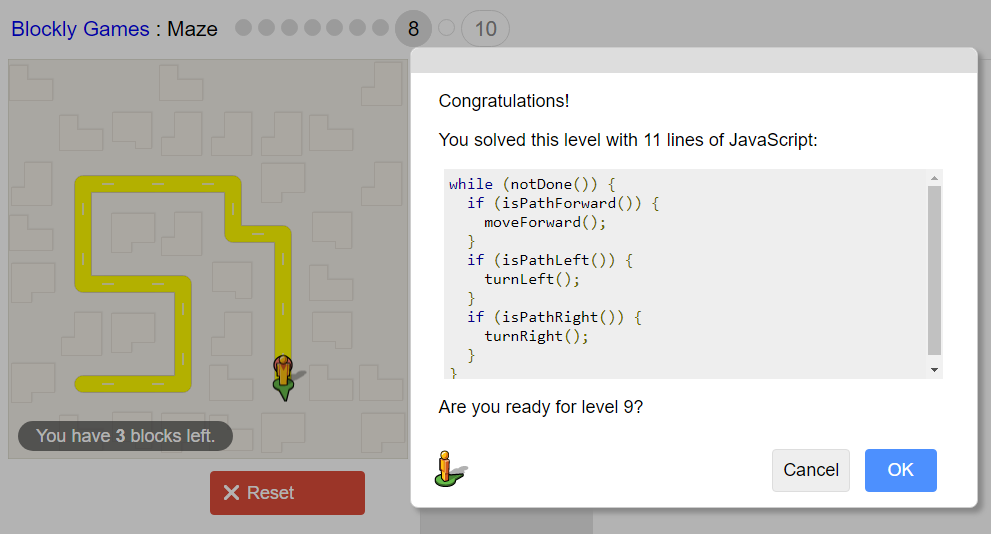 Blockly Games : Maze 8 10
Congratulations!
You solved this level with 11 lines of JavaScript:
while (notDone()) {
  if (isPathForward()) {
    moveForward();
  }
  if (isPathLeft()) {
    turnLeft();
  }
  if (isPathRight()) {
    turnRight();
  }
}
Are you ready for level 9?
You have 3 blocks left.
Cancel OK
Reset